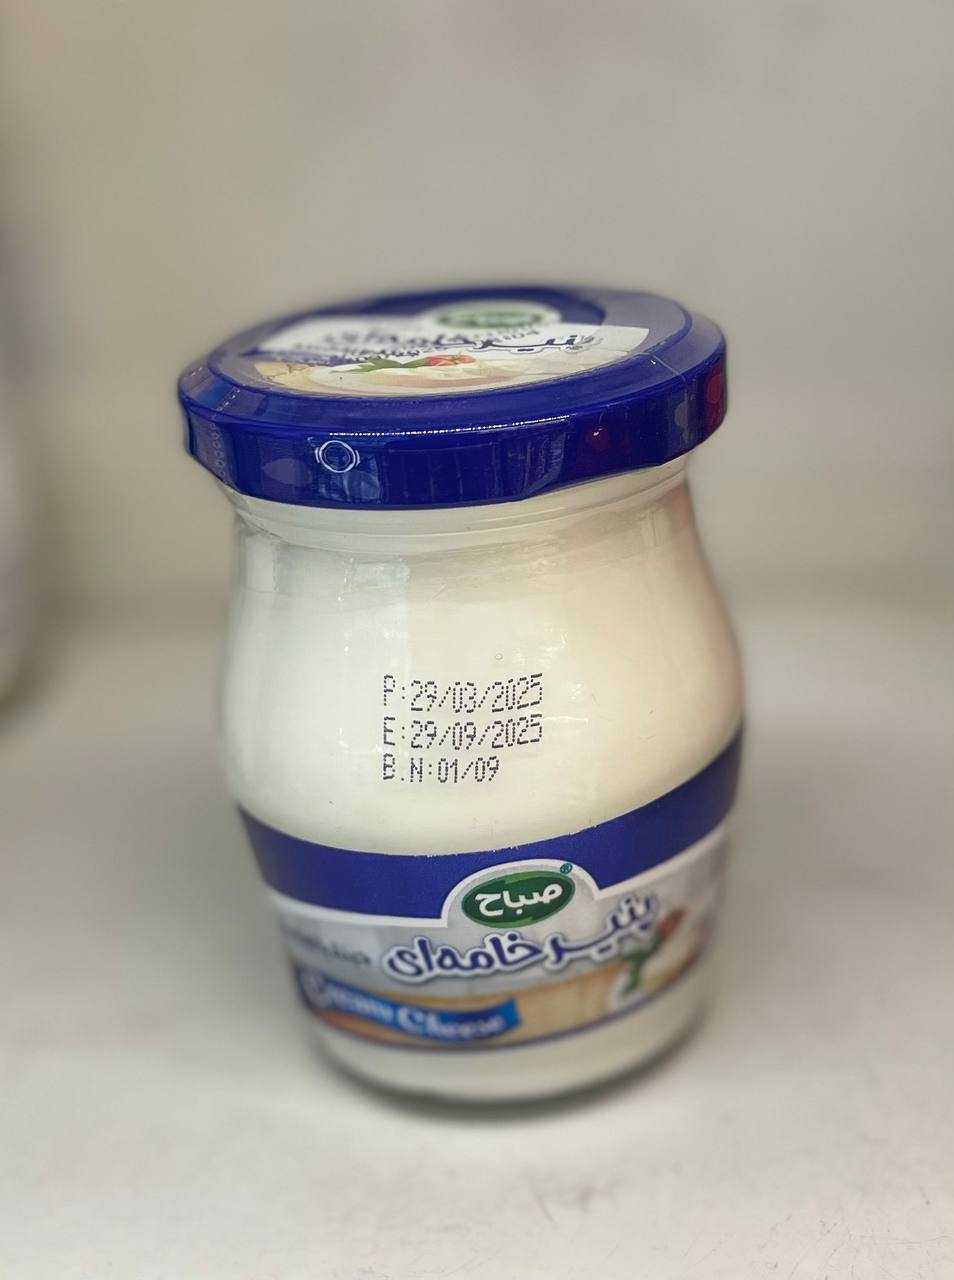 پنیر خامه‌ای
P:29/03/2025
E:29/09/2025
B.N:01/09
صباح
پنیر خامه‌ای
Cream Cheese